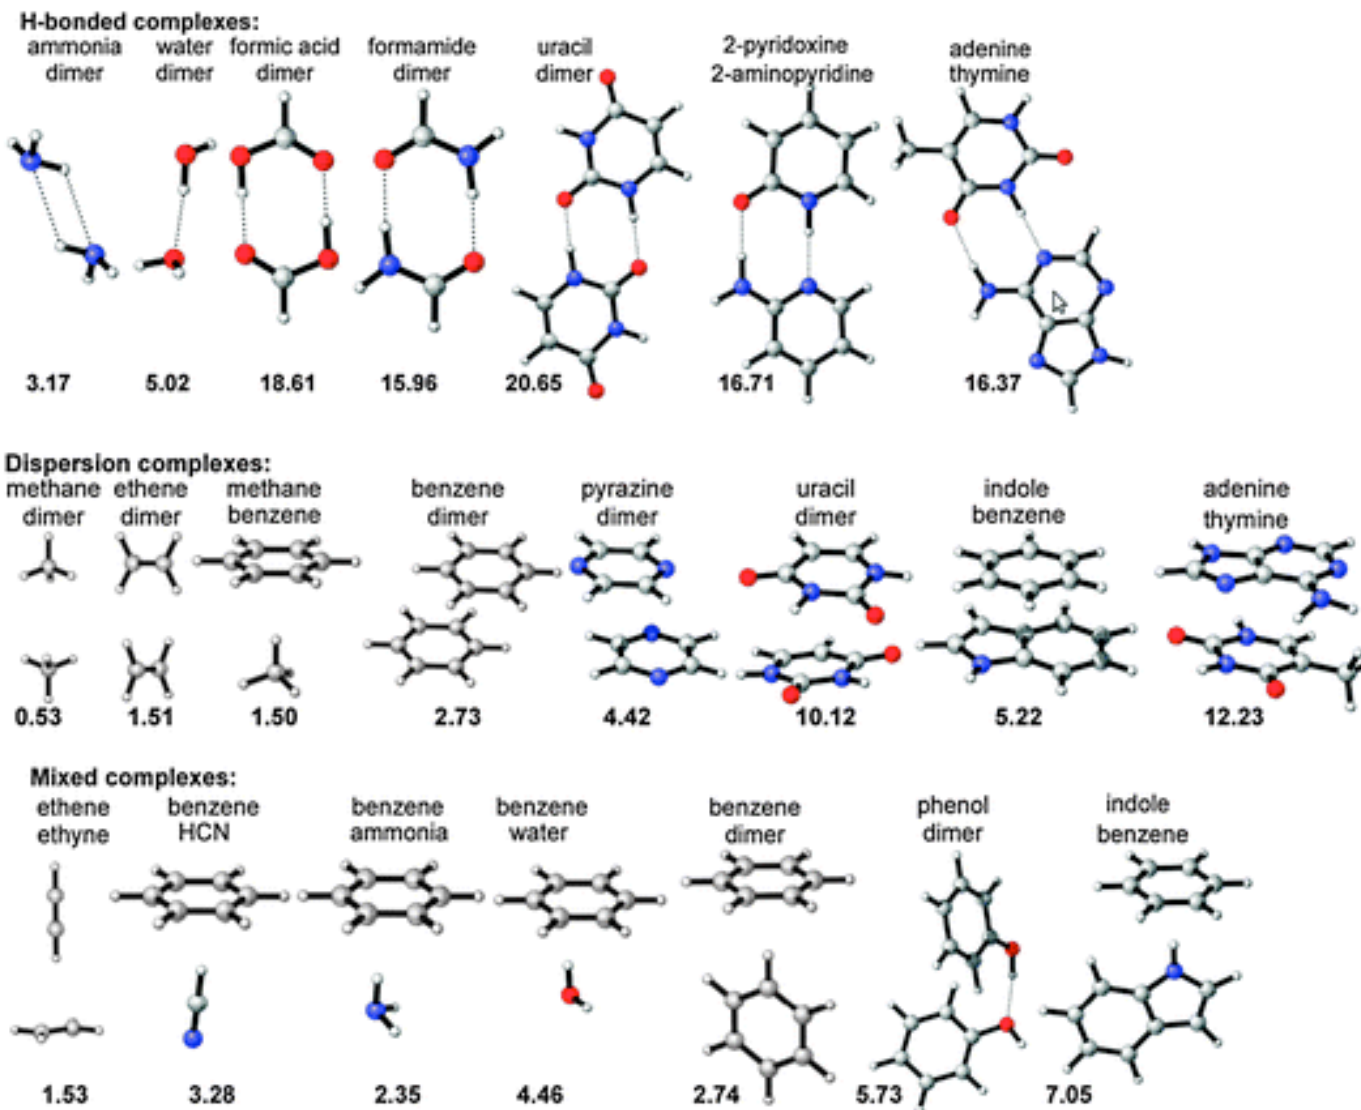 H-bonded complexes:
ammonia water formic acid formamide uracil 2-pyridoxine adenine
dimer dimer dimer dimer dimer 2-aminopyridine thymine
3.17 5.02 18.61 15.96 20.65 16.71 16.37
Dispersion complexes:
methane ethene methane benzene pyrazine uracil indole adenine
dimer dimer benzene dimer dimer dimer benzene thymine
0.53 1.51 1.50 2.73 4.42 10.12 5.22 12.23
Mixed complexes:
ethene benzene benzene benzene benzene phenol indole
ethyne HCN ammonia water dimer dimer benzene
1.53 3.28 2.35 4.46 2.74 5.73 7.05